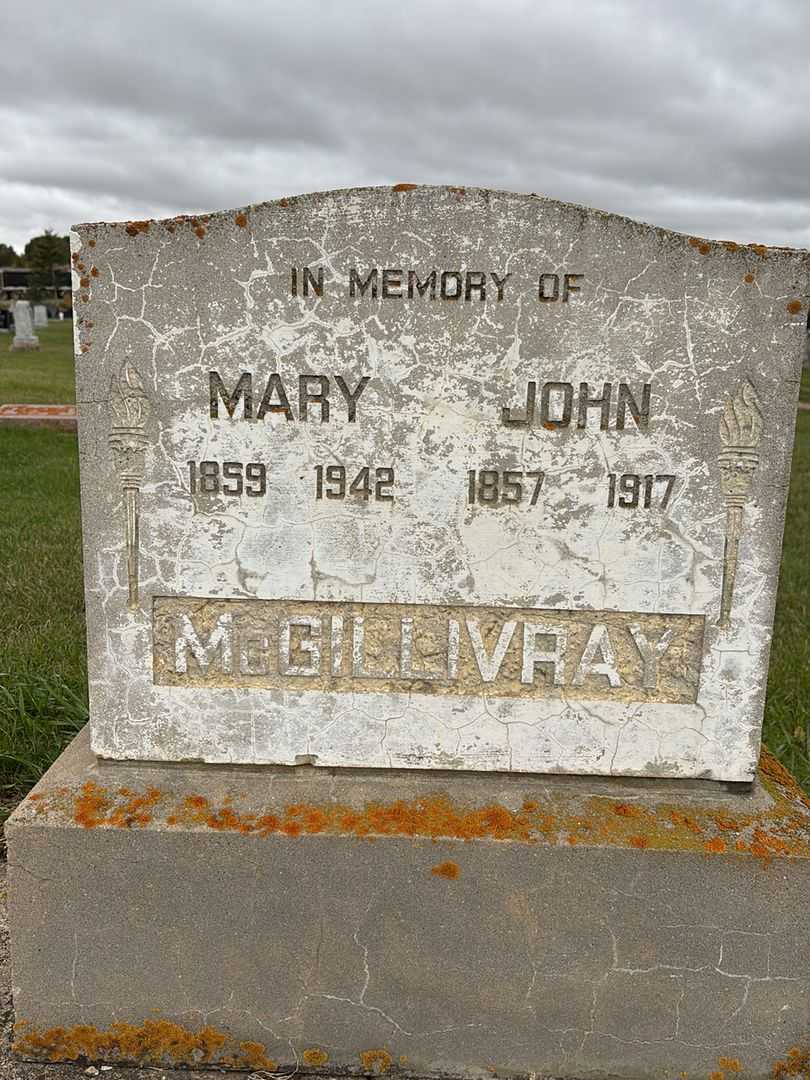 IN MEMORY OF
MARY JOHN
1859 1942 1857 1917
McGILLIVRAY